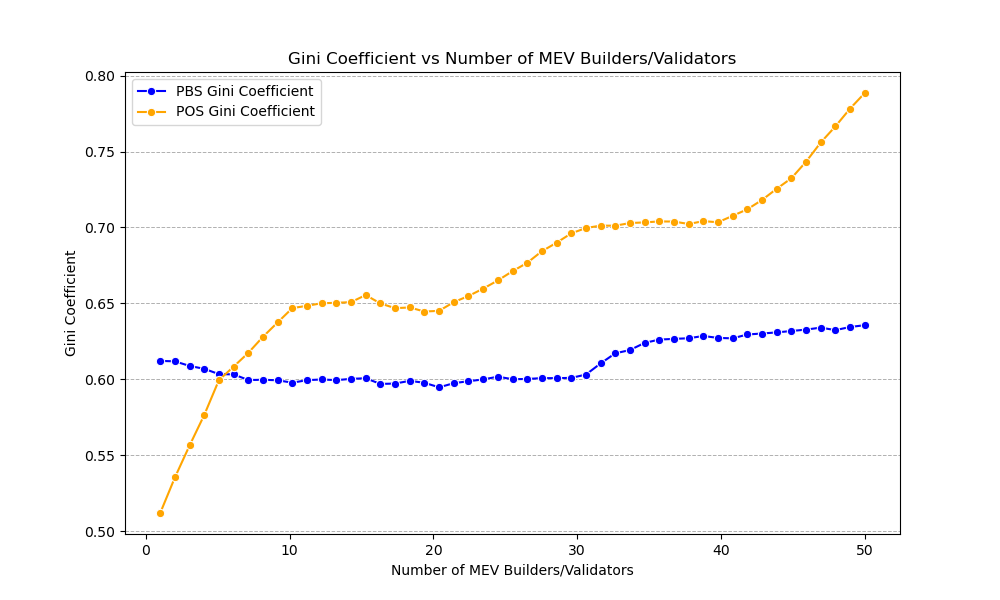 Gini Coefficient vs Number of MEV Builders/Validators
PBS Gini Coefficient
POS Gini Coefficient
Gini Coefficient
0.80
0.75
0.70
0.65
0.60
0.55
0.50
0 10 20 30 40 50
Number of MEV Builders/Validators